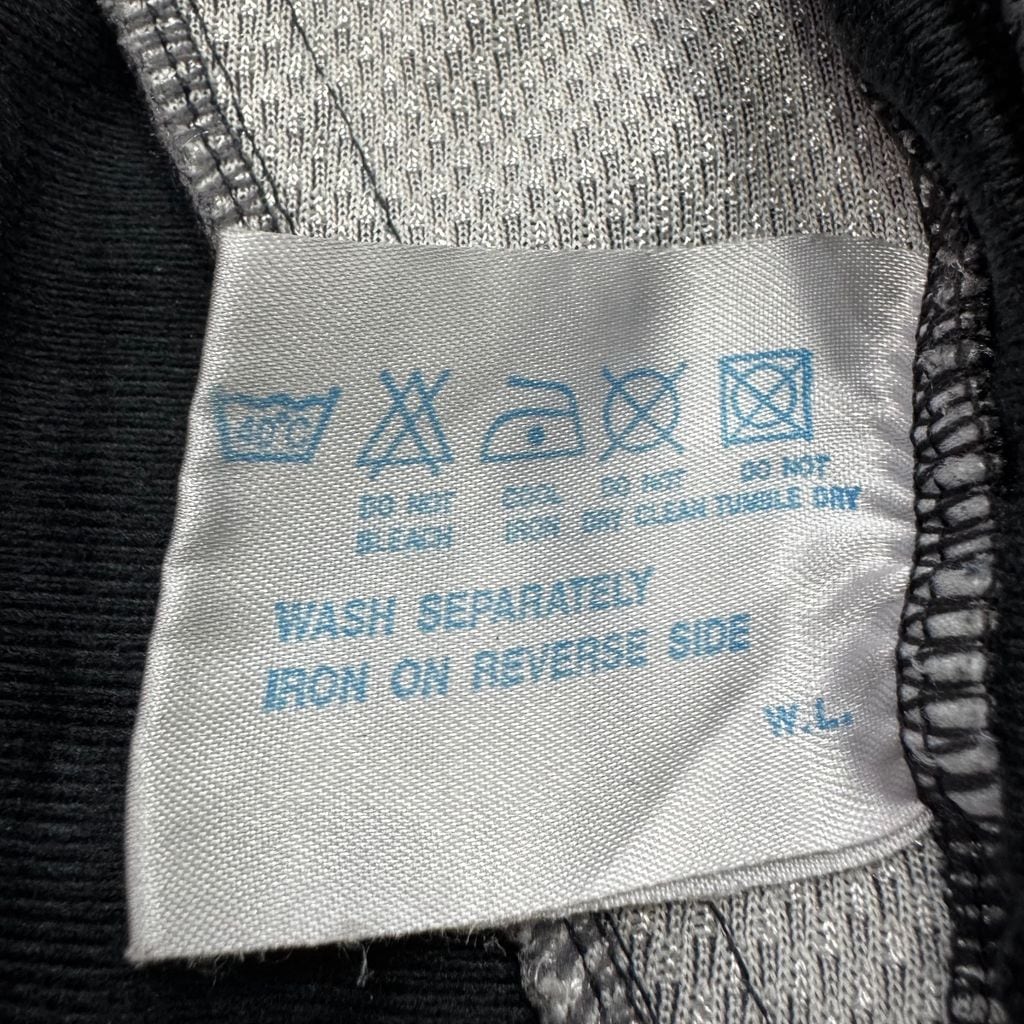 40°C
DO NOT COOL DO NOT DO NOT
BLEACH IRON DRY CLEAN TUMBLE DRY
WASH SEPARATELY
IRON ON REVERSE SIDE
W.L.